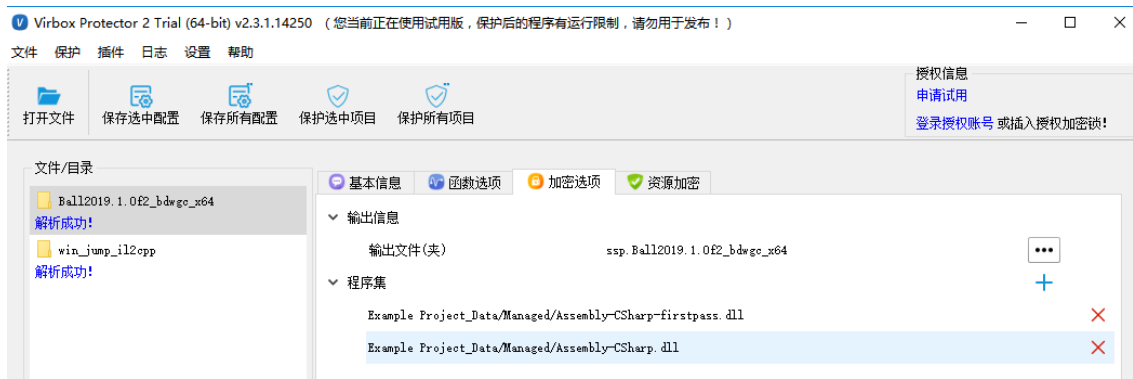 Virbox Protector 2 Trial (64-bit) v2.3.1.14250 （您当前正在使用试用版，保护后的程序有运行限制，请勿用于发布！）
文件 保护 插件 日志 设置 帮助
打开文件 保存选中配置 保存所有配置 保护选中项目 保护所有项目
授权信息
申请试用
登录授权账号 或插入授权加密锁!
文件/目录
Ball2019.1.0f2_bdwgc_x64
解析成功!
win_jump_il2cpp
解析成功!
基本信息 函数选项 加密选项 资源加密
输出信息
输出文件(夹) ssp.Ball2019.1.0f2_bdwgc_x64
程序集
Example Project_Data/Managed/Assembly-CSharp-firstpass.dll
Example Project_Data/Managed/Assembly-CSharp.dll